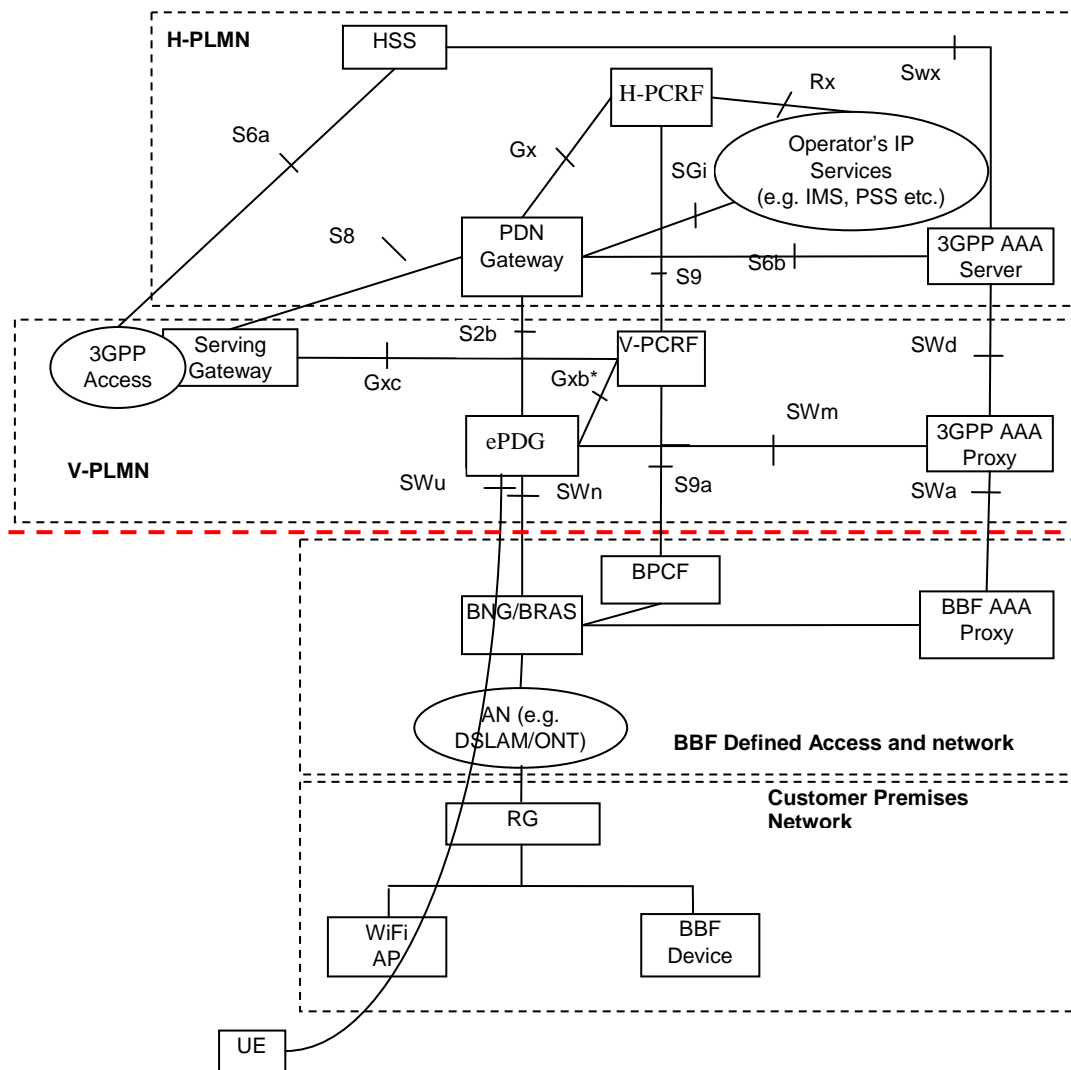 H-PLMN
HSS
Swx
H-PCRF
Rx
S6a
Gx
Operator's IP
Services
(e.g. IMS, PSS etc.)
SGi
S8
PDN
Gateway
S6b
S9
3GPP AAA
Server
3GPP
Access
Serving
Gateway
S2b
V-PCRF
SWd
Gxc
Gxb*
SWm
ePDG
3GPP AAA
Proxy
V-PLMN
SWu
SWn
S9a
SWa
BPCF
BNG/BRAS
BBF AAA
Proxy
AN (e.g.
DSLAM/ONT)
BBF Defined Access and network
Customer Premises
Network
RG
WiFi
AP
BBF
Device
UE